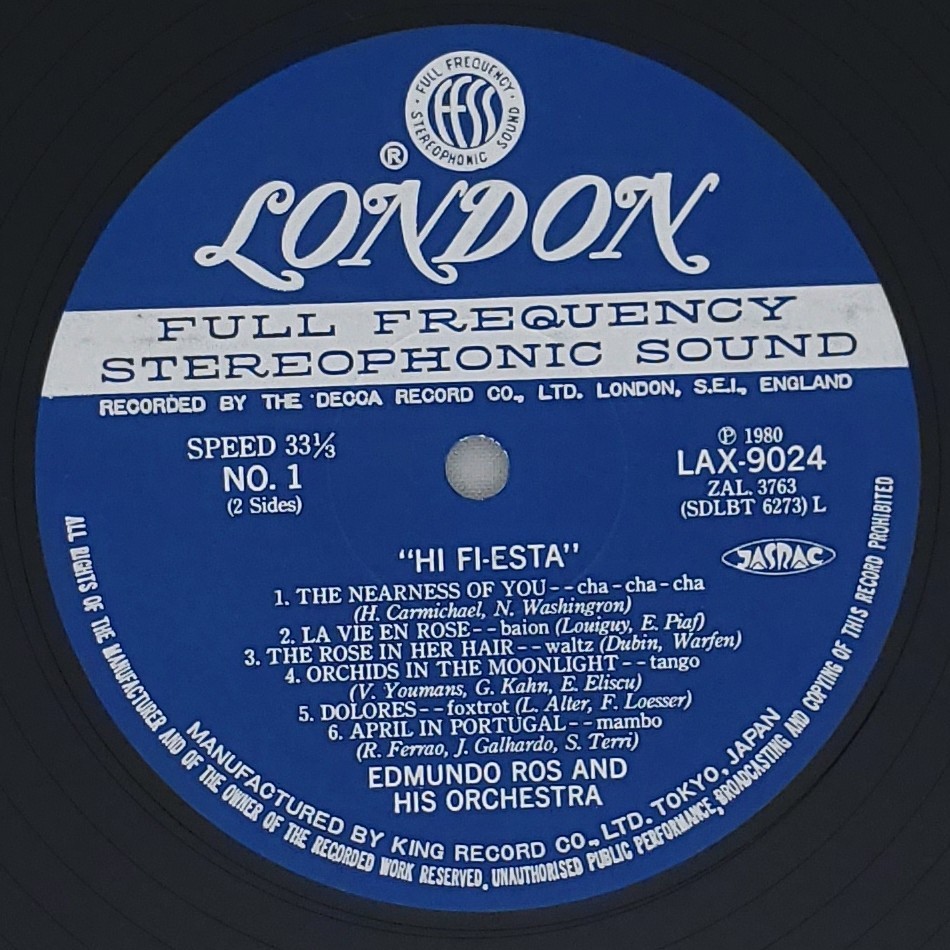 FULL FREQUENCY
ffss
STEREOPHONIC SOUND
®
LONDON
FULL FREQUENCY
STEREOPHONIC SOUND
RECORDED BY THE DECCA RECORD CO., LTD. LONDON, S.E.I., ENGLAND
SPEED 33⅓
NO. 1
(2 Sides)
℗ 1980
LAX-9024
ZAL. 3763
(SDLBT 6273) L
JASRAC
"HI FI-ESTA"
1. THE NEARNESS OF YOU--cha-cha-cha
(H. Carmichael, N. Washingron)
2. LA VIE EN ROSE--baion (Louiguy, E. Piaf)
3. THE ROSE IN HER HAIR--waltz (Dubin, Warfen)
4. ORCHIDS IN THE MOONLIGHT--tango
(V. Youmans, G. Kahn, E. Eliscu)
5. DOLORES--foxtrot (L. Alter, F. Loesser)
6. APRIL IN PORTUGAL--mambo
(R. Ferrao, J. Galhardo, S. Terri)
EDMUNDO ROS AND
HIS ORCHESTRA
MANUFACTURED BY KING RECORD CO., LTD. TOKYO, JAPAN
ALL RIGHTS OF THE MANUFACTURER AND OF THE OWNER OF THE RECORDED WORK RESERVED, UNAUTHORISED PUBLIC PERFORMANCE, BROADCASTING AND COPYING OF THIS RECORD PROHIBITED